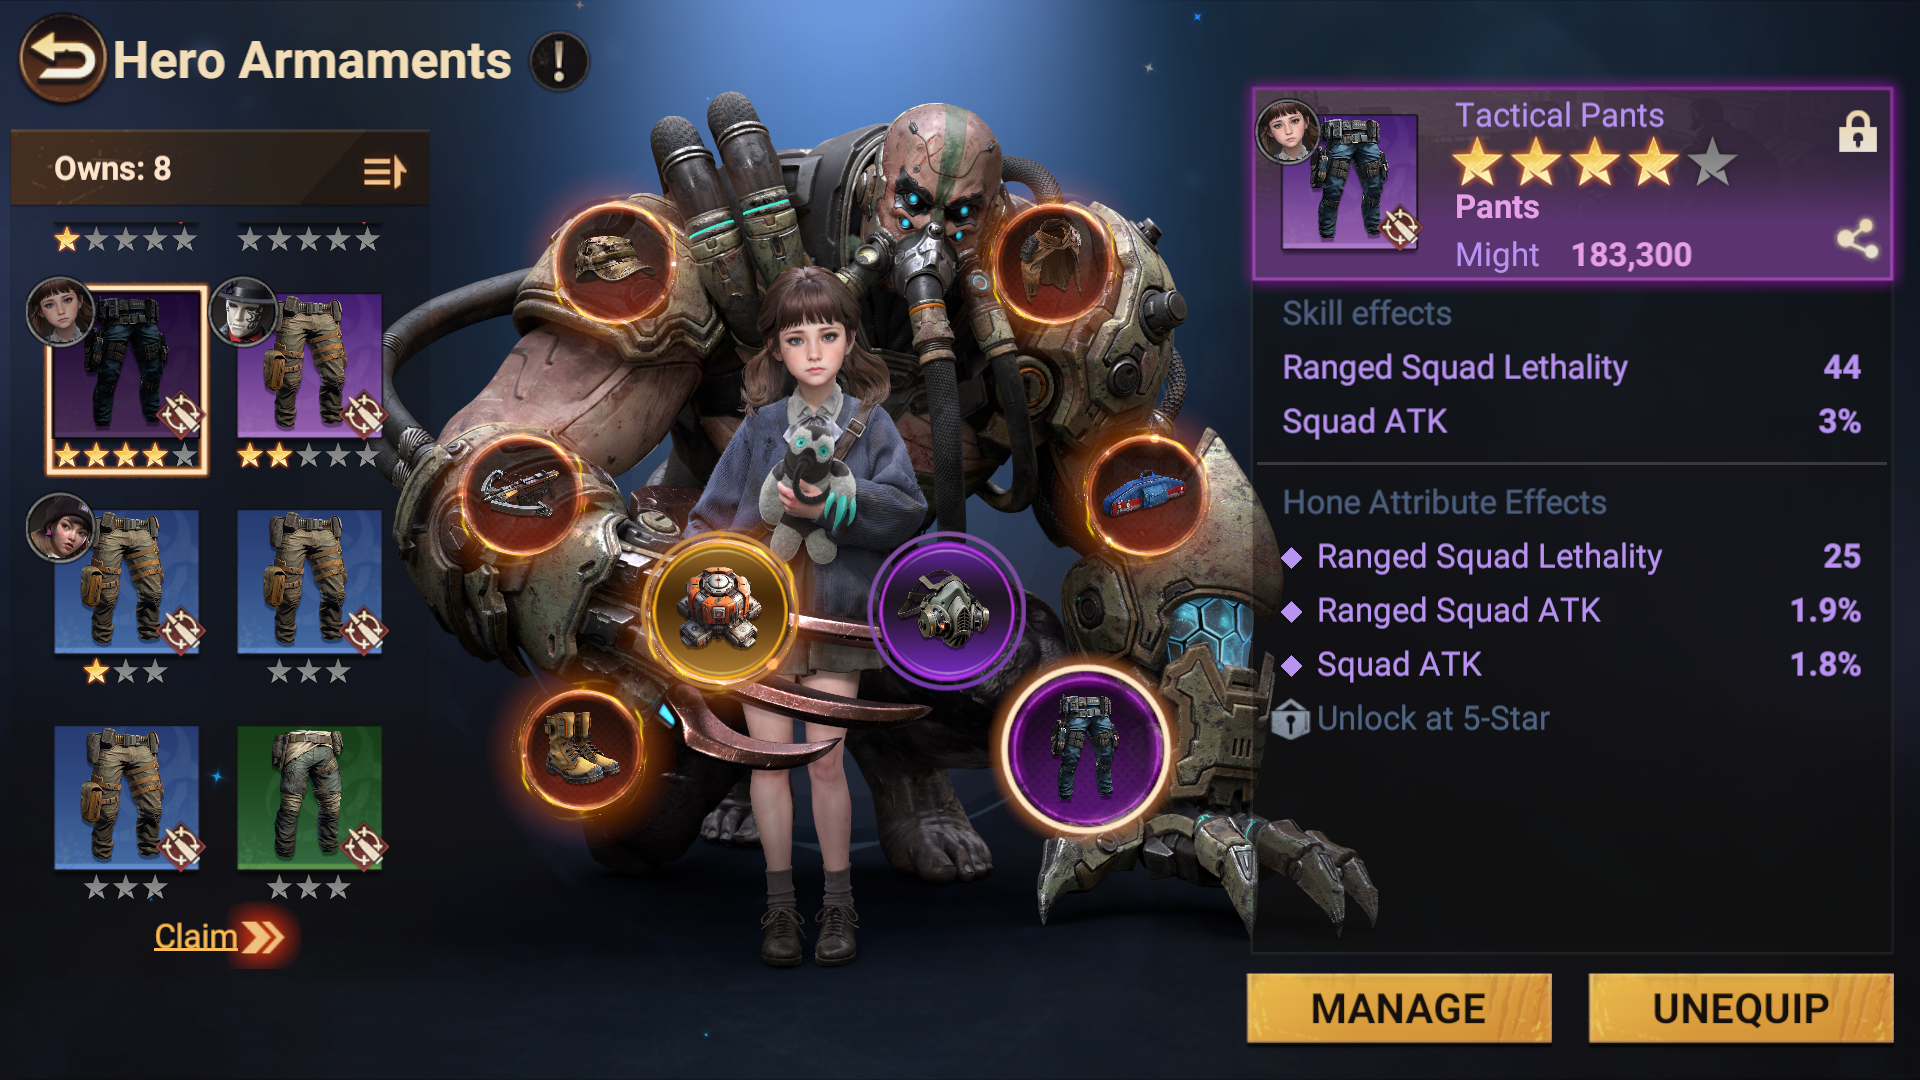 Hero Armaments
Owns: 8
Claim
Tactical Pants
Pants
Might 183,300
Skill effects
Ranged Squad Lethality 44
Squad ATK 3%
Hone Attribute Effects
Ranged Squad Lethality 25
Ranged Squad ATK 1.9%
Squad ATK 1.8%
Unlock at 5-Star
MANAGE
UNEQUIP